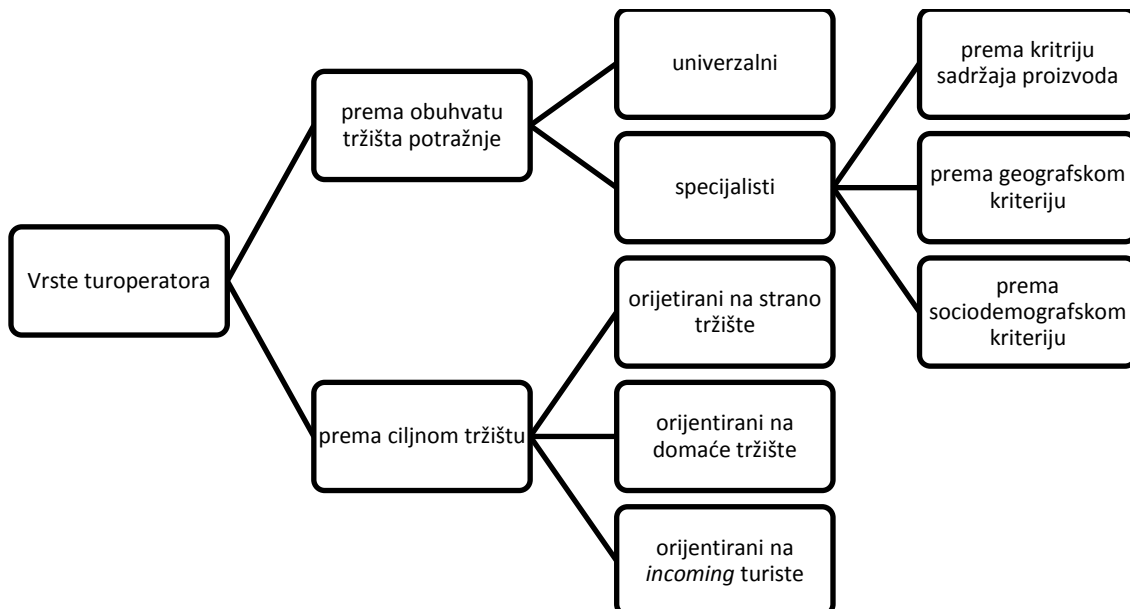 Vrste turoperatora
prema obuhvatu
tržišta potražnje
univerzalni
specijalisti
prema kritriju
sadržaja proizvoda
prema geografskom
kriteriju
prema
sociodemografskom
kriteriju
prema ciljnom tržištu
orijetirani na strano
tržište
orijentirani na
domaće tržište
orijentirani na
incoming turiste